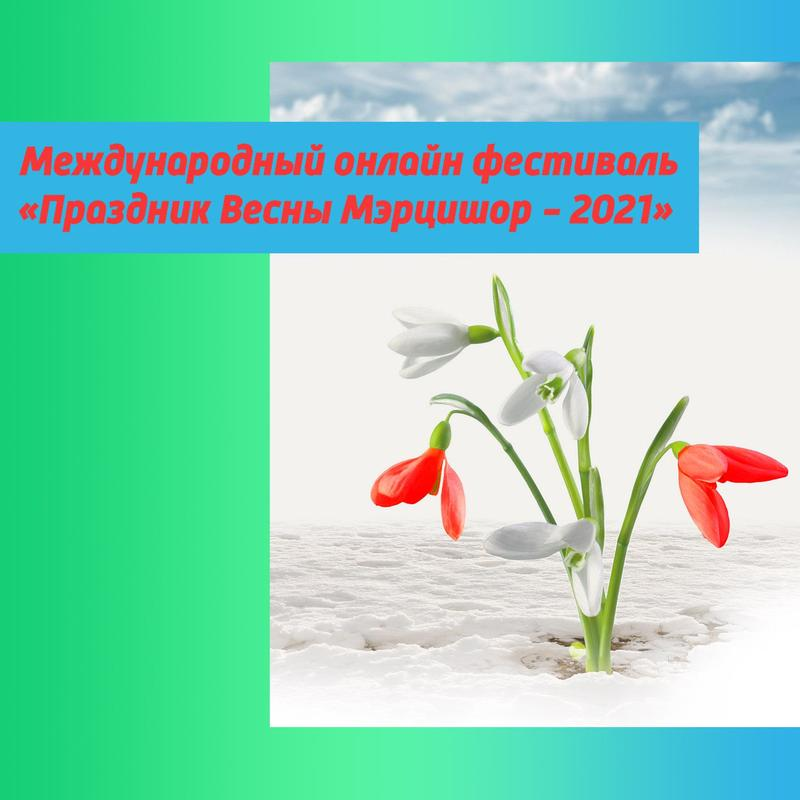 Международный онлайн фестиваль
«Праздник Весны Мэрцишор - 2021»